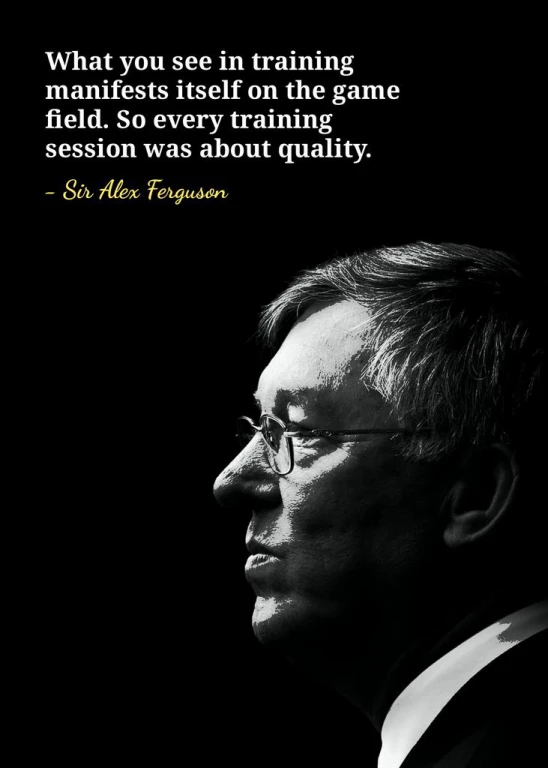 What you see in training
manifests itself on the game
field. So every training
session was about quality.
– Sir Alex Ferguson